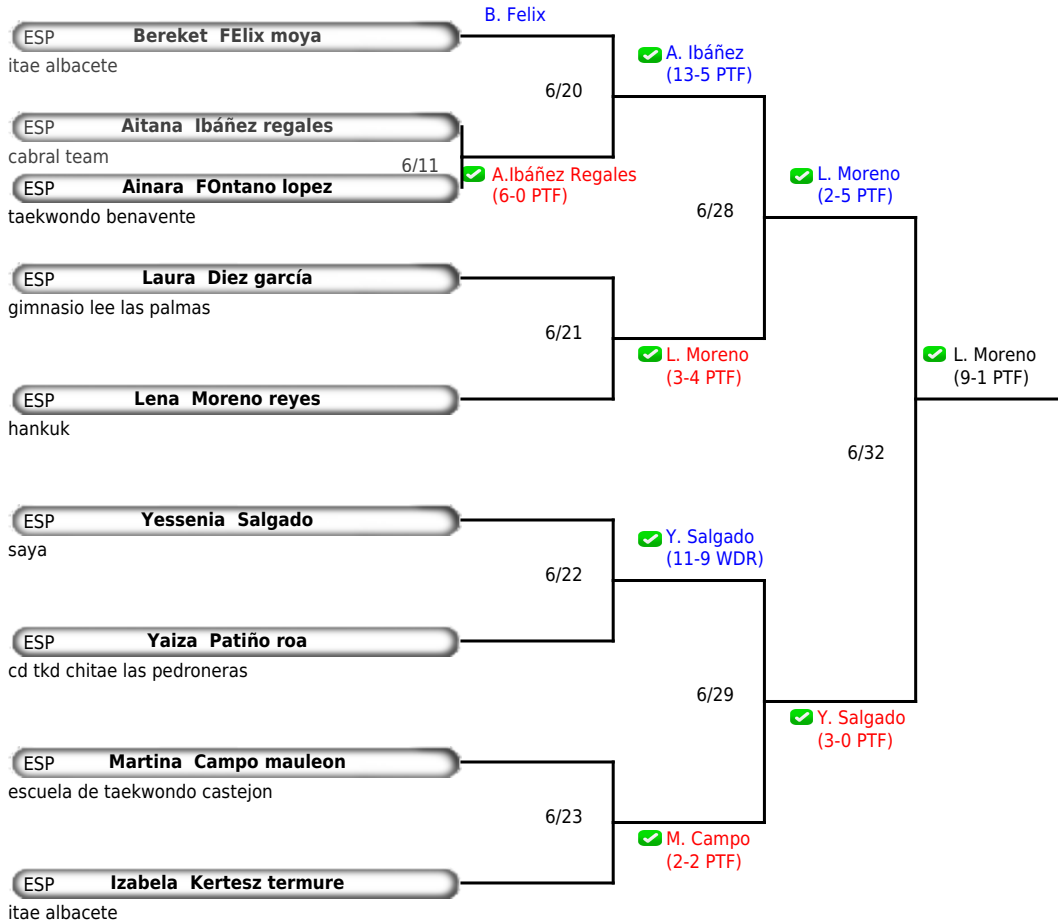 B. Felix
ESP Bereket FElix moya
itae albacete
A. Ibáñez
(13-5 PTF)
6/20
ESP Aitana Ibáñez regales
cabral team
6/11
A.Ibáñez Regales
(6-0 PTF)
ESP Ainara FOntano lopez
taekwondo benavente
L. Moreno
(2-5 PTF)
6/28
ESP Laura Diez garcía
gimnasio lee las palmas
6/21
L. Moreno
(3-4 PTF)
L. Moreno
(9-1 PTF)
ESP Lena Moreno reyes
hankuk
6/32
ESP Yessenia Salgado
saya
Y. Salgado
(11-9 WDR)
6/22
ESP Yaiza Patiño roa
cd tkd chitae las pedroneras
6/29
Y. Salgado
(3-0 PTF)
ESP Martina Campo mauleon
escuela de taekwondo castejon
6/23
M. Campo
(2-2 PTF)
ESP Izabela Kertesz termure
itae albacete